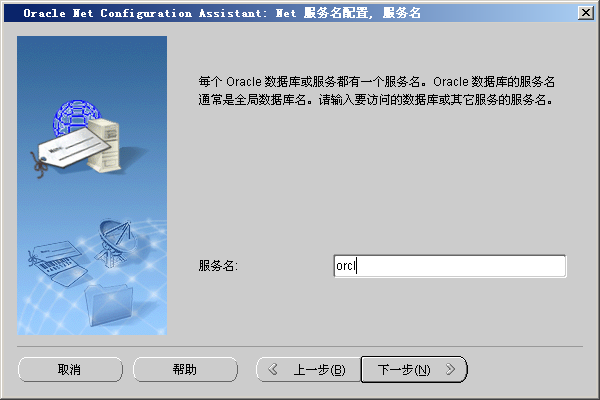 Oracle Net Configuration Assistant: Net 服务名配置, 服务名
每个 Oracle 数据库或服务都有一个服务名。Oracle 数据库的服务名
通常是全局数据库名。请输入要访问的数据库或其它服务的服务名。
服务名:
orcl
取消
帮助
上一步(B)
下一步(N)